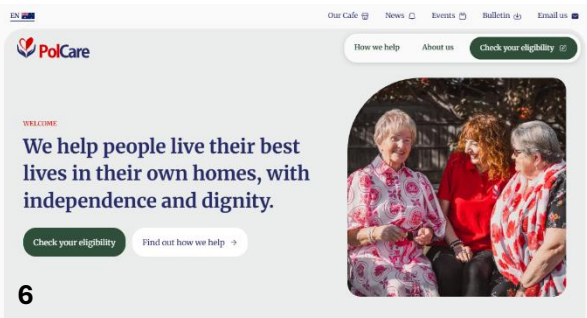 EN
Our Cafe
News
Events
Bulletin
Email us
PolCare
How we help
About us
Check your eligibility
WELCOME
We help people live their best
lives in their own homes, with
independence and dignity.
Check your eligibility
Find out how we help →
6